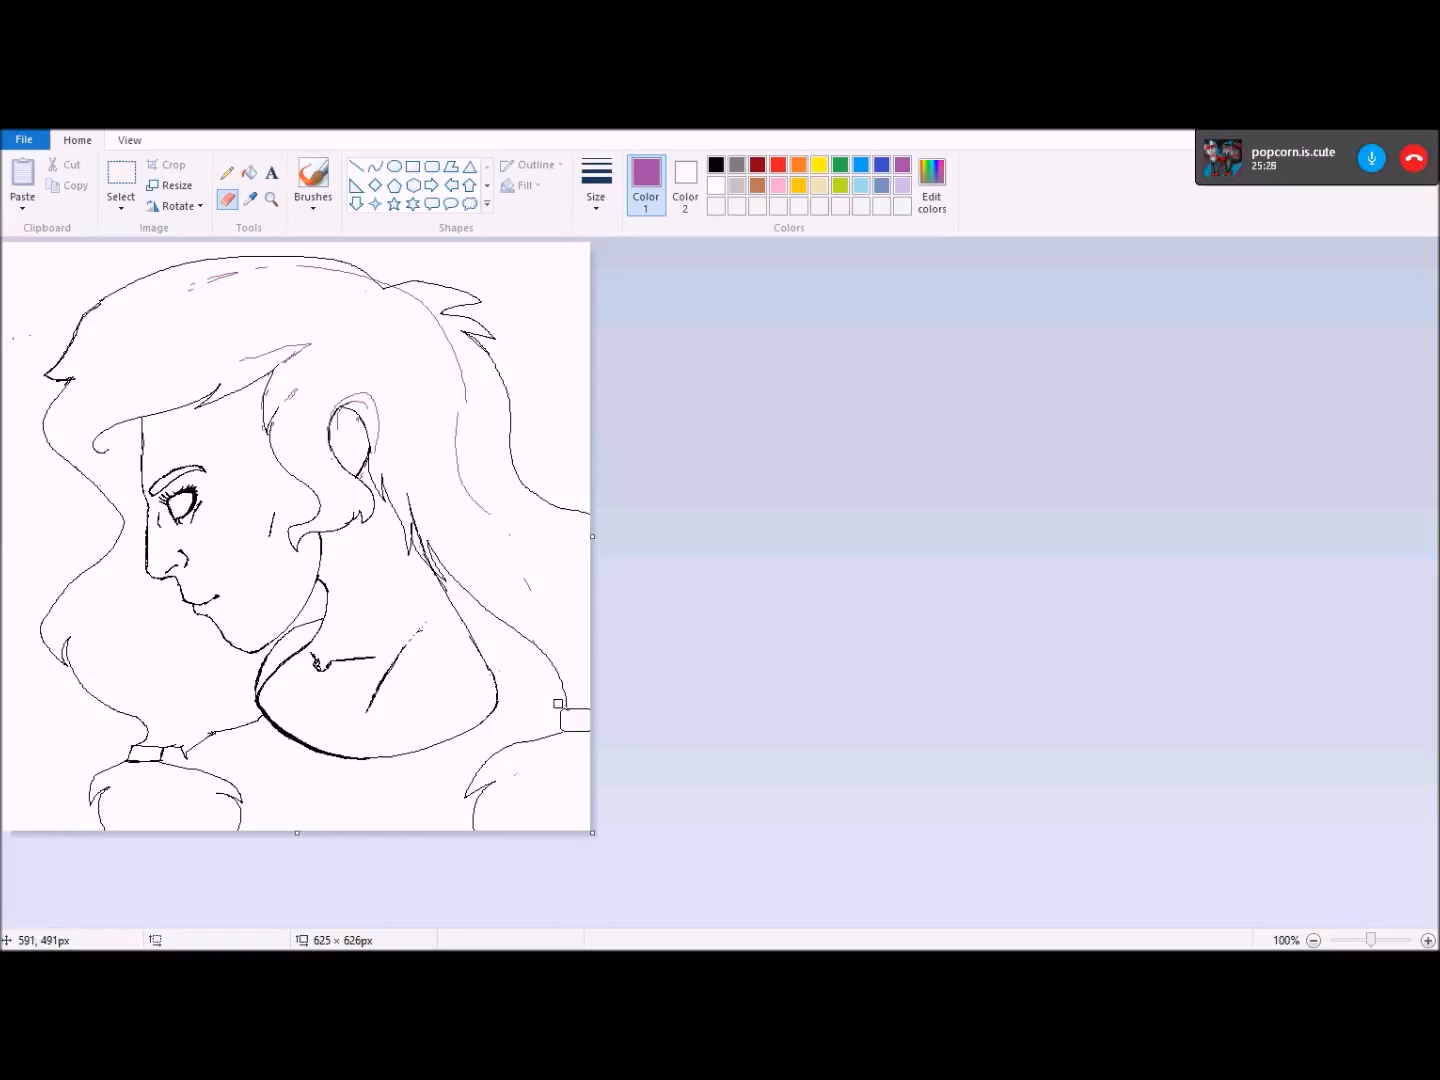 File Home View
popcorn.is.cute
25:28
Paste
Cut
Copy
Clipboard
Select
Crop
Resize
Rotate
Image
A
Tools
Brushes
Outline
Fill
Shapes
Size
Color 1
Color 2
Edit colors
Colors
591, 491px
625 × 626px
100%